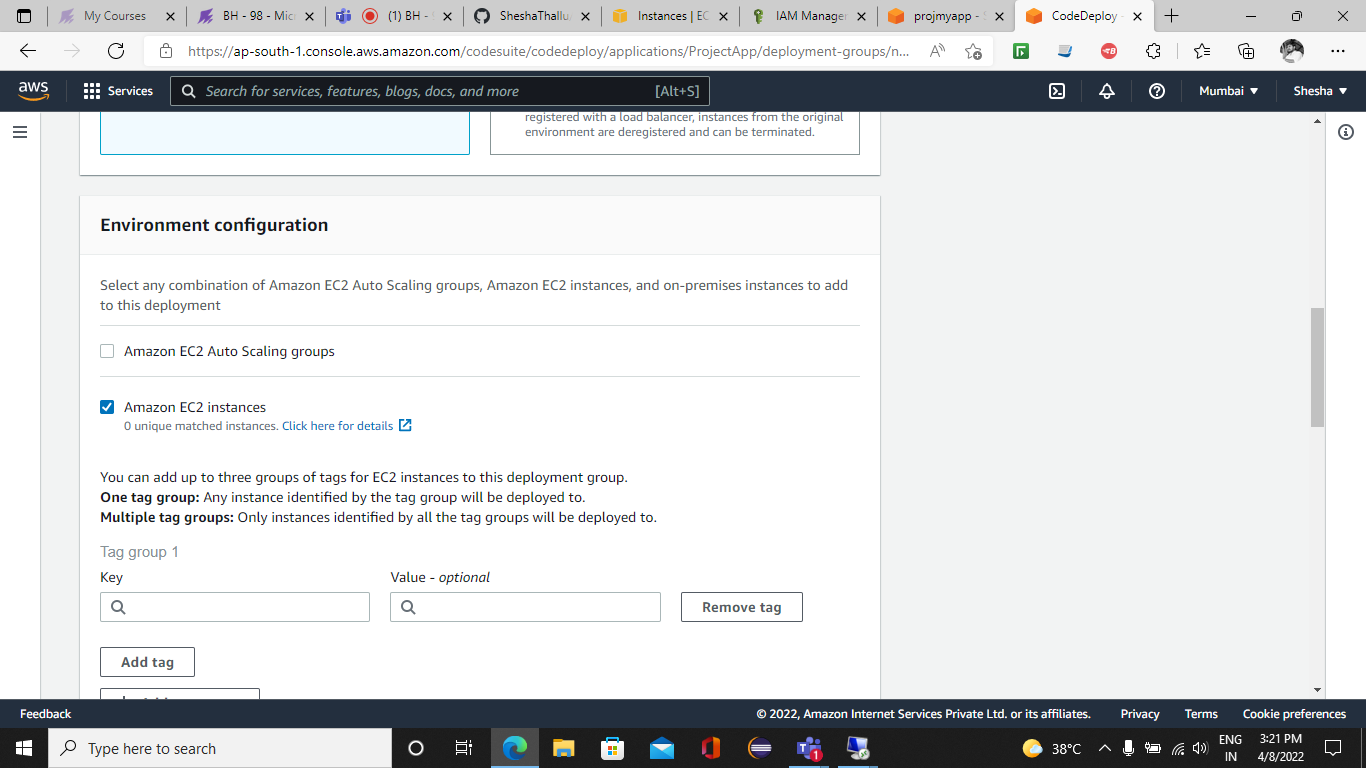 My Courses
BH - 98 - Mic
(1) BH -
SheshaThallu
Instances | EC
IAM Manager
projmyapp - S
CodeDeploy -
https://ap-south-1.console.aws.amazon.com/codesuite/codedeploy/applications/ProjectApp/deployment-groups/n...
aws
Services
Search for services, features, blogs, docs, and more
[Alt+S]
Mumbai
Shesha
registered with a load balancer, instances from the original
environment are deregistered and can be terminated.
Environment configuration
Select any combination of Amazon EC2 Auto Scaling groups, Amazon EC2 instances, and on-premises instances to add
to this deployment
Amazon EC2 Auto Scaling groups
Amazon EC2 instances
0 unique matched instances. Click here for details
You can add up to three groups of tags for EC2 instances to this deployment group.
One tag group: Any instance identified by the tag group will be deployed to.
Multiple tag groups: Only instances identified by all the tag groups will be deployed to.
Tag group 1
Key
Value - optional
Remove tag
Add tag
Feedback
© 2022, Amazon Internet Services Private Ltd. or its affiliates.
Privacy
Terms
Cookie preferences
Type here to search
1
38°C
ENG
IN
3:21 PM
4/8/2022